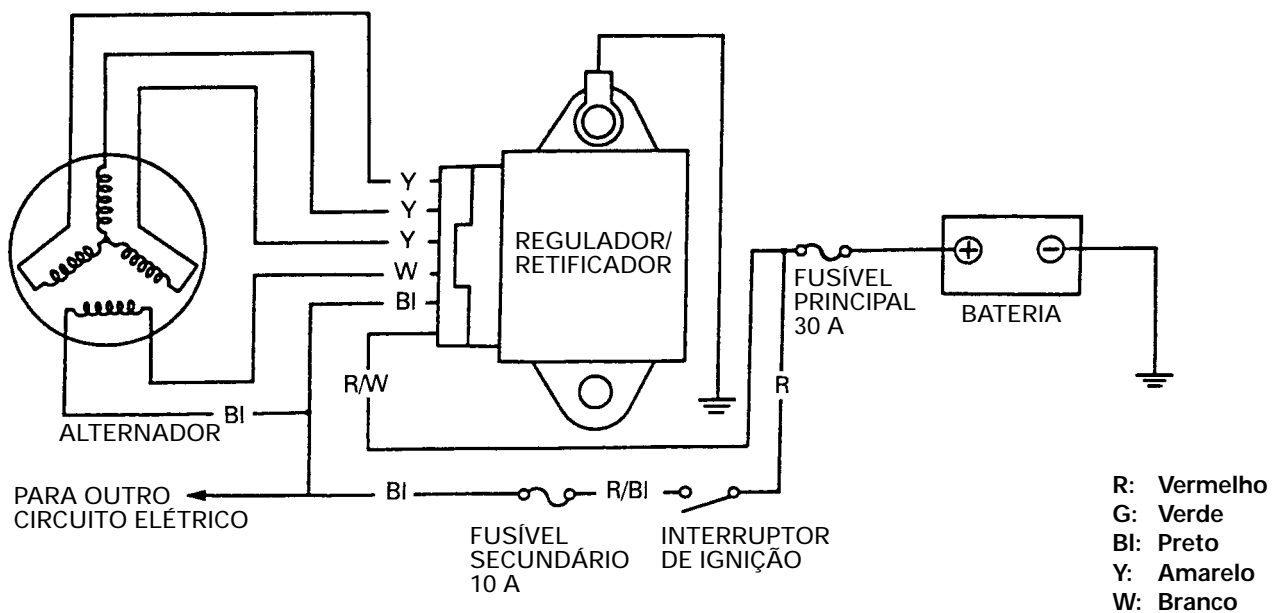 Y
Y
Y
W
Bl
REGULADOR/
RETIFICADOR
FUSÍVEL
PRINCIPAL
30 A
BATERIA
R/W
R
Bl
ALTERNADOR
PARA OUTRO
CIRCUITO ELÉTRICO
Bl
R/Bl
FUSÍVEL
SECUNDÁRIO
10 A
INTERRUPTOR
DE IGNIÇÃO
R: Vermelho
G: Verde
Bl: Preto
Y: Amarelo
W: Branco